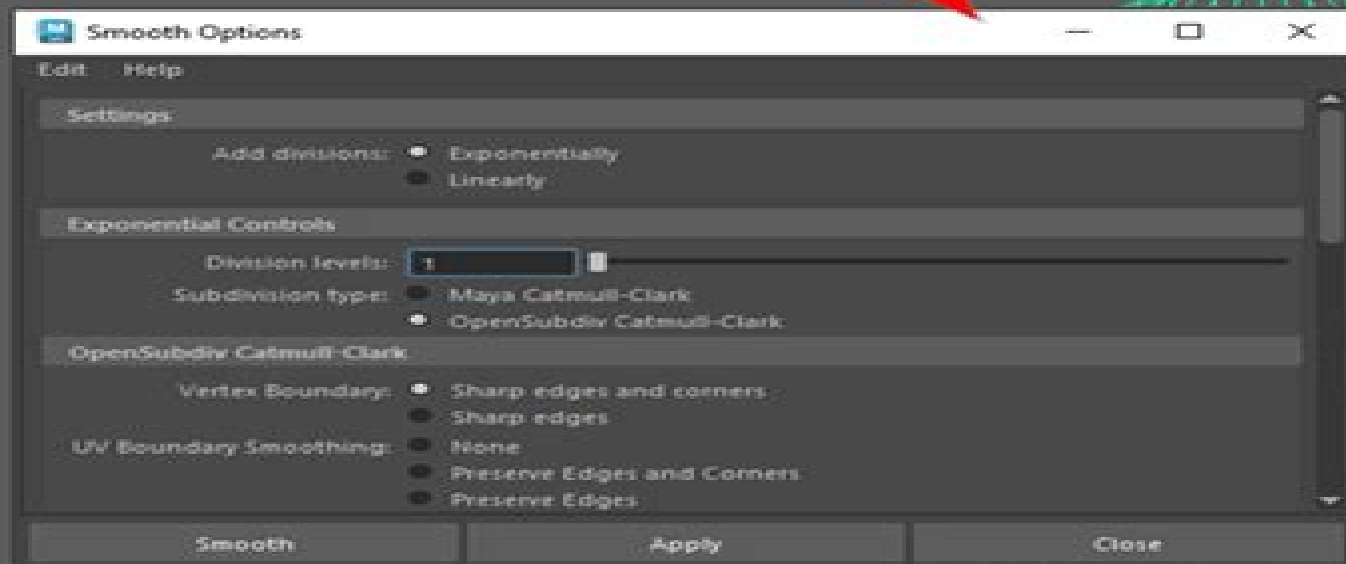 Smooth Options
Edit Help
Settings
Add divisions: Exponentially
Linearly
Exponential Controls
Division levels: 1
Subdivision type: Maya Catmull-Clark
OpenSubdiv Catmull-Clark
OpenSubdiv Catmull-Clark
Vertex Boundary: Sharp edges and corners
Sharp edges
UV Boundary Smoothing: None
Preserve Edges and Corners
Preserve Edges
Smooth Apply Close